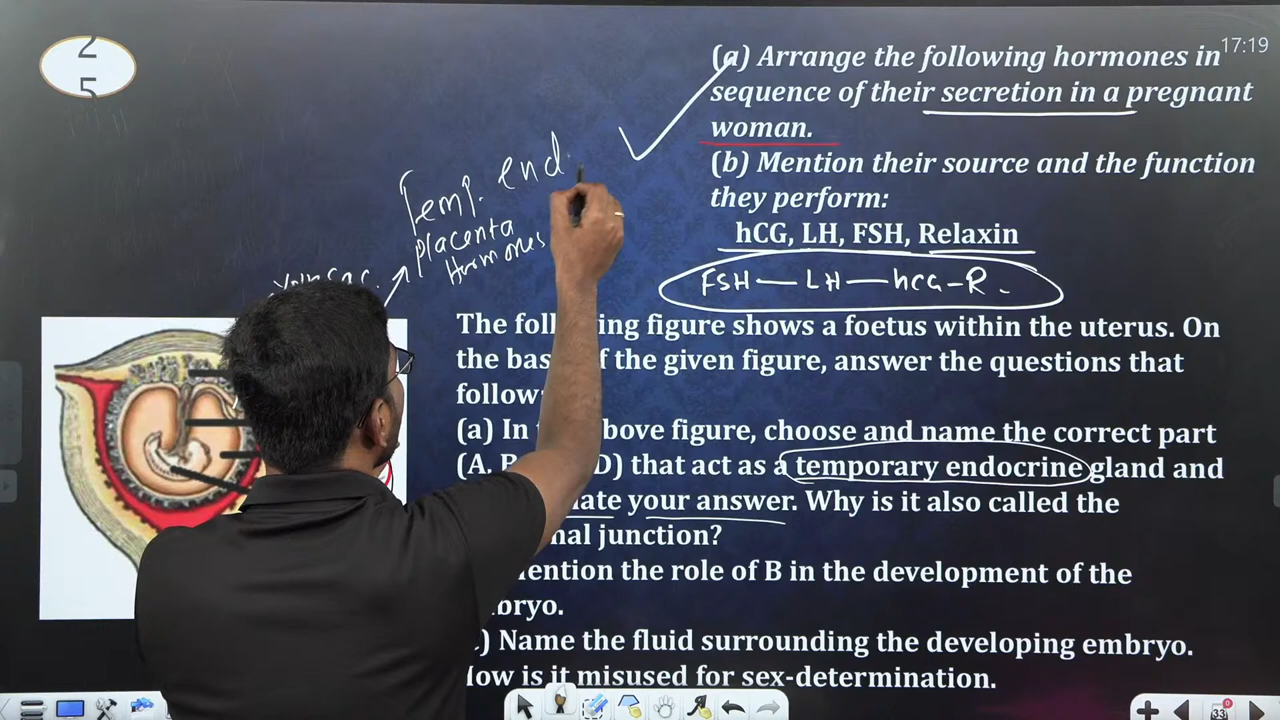 2
5
17:19
(a) Arrange the following hormones in
sequence of their secretion in a pregnant
woman.
(b) Mention their source and the function
they perform:
hCG, LH, FSH, Relaxin
FSH — LH — hCG - R -
Temp. end.
Placenta
Hormones
The foll ing figure shows a foetus within the uterus. On
the bas f the given figure, answer the questions that
follow:
(a) In bove figure, choose and name the correct part
(A. D) that act as a temporary endocrine gland and
your answer. Why is it also called the
nal junction?
ention the role of B in the development of the
bryo.
) Name the fluid surrounding the developing embryo.
How is it misused for sex-determination.
33